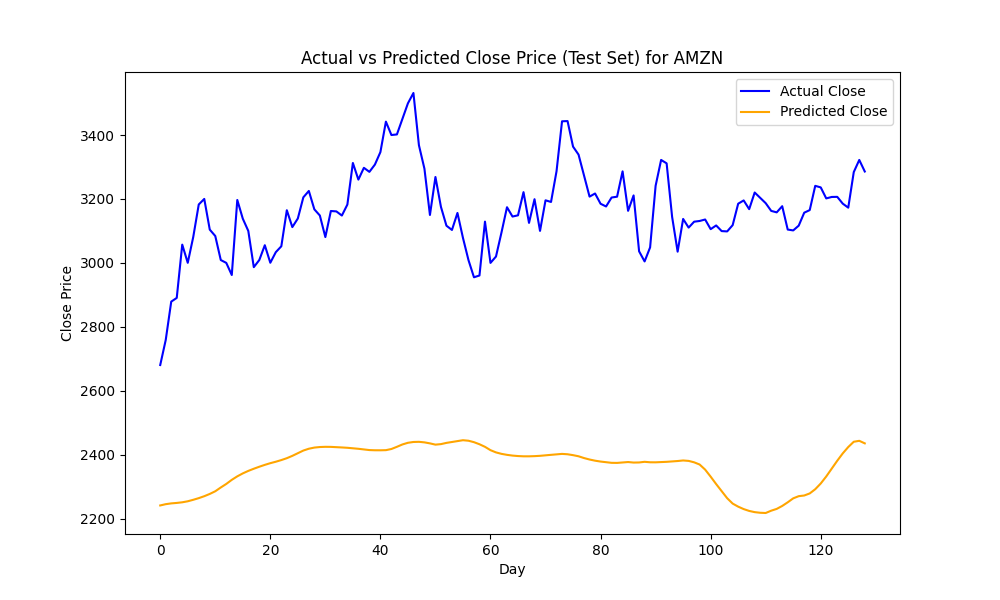 Actual vs Predicted Close Price (Test Set) for AMZN
Actual Close
Predicted Close
Close Price
3400
3200
3000
2800
2600
2400
2200
0 20 40 60 80 100 120
Day